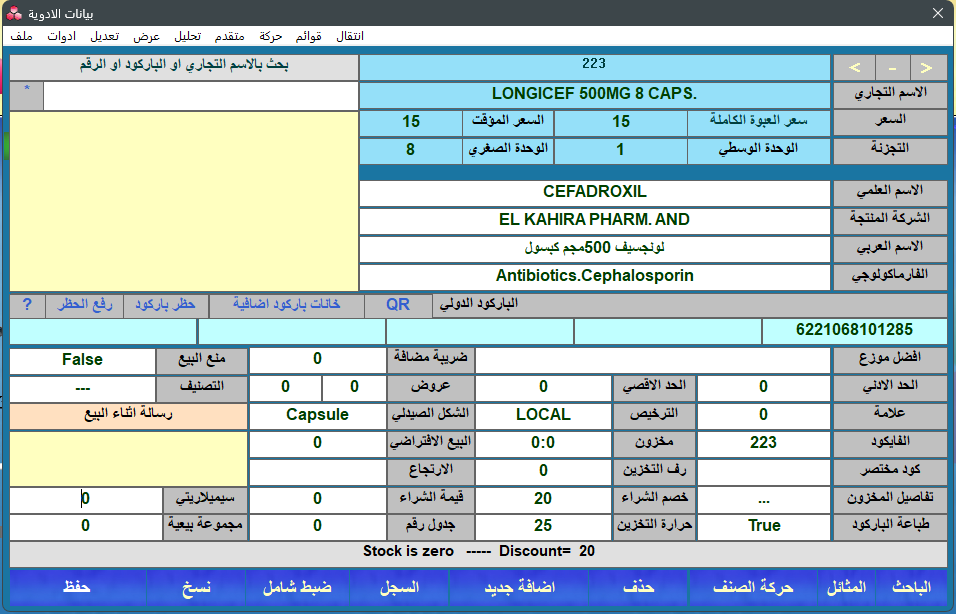 بيانات الادوية
ملف ادوات تعديل عرض تحليل متقدم حركة قوائم انتقال
< - > 223 بحث بالاسم التجاري او الباركود او الرقم
الاسم التجاري LONGICEF 500MG 8 CAPS. *
السعر سعر العبوة الكاملة 15 السعر المؤقت 15
التجزئة الوحدة الوسطي 1 الوحدة الصغري 8
الاسم العلمي CEFADROXIL
الشركة المنتجة EL KAHIRA PHARM. AND
الاسم العربي لونجسيف 500مجم كبسول
الفارماكولوجي Antibiotics.Cephalosporin
الباركود الدولي QR خانات باركود اضافية حظر باركود رفع الحظر ?
6221068101285
افضل موزع ضريبة مضافة 0 منع البيع False
الحد الادني 0 الحد الاقصي 0 عروض 0 0 التصنيف ---
علامة 0 الترخيص LOCAL الشكل الصيدلي Capsule رسالة اثناء البيع
الفايكود 223 مخزون 0:0 البيع الافتراضي 0
كود مختصر رف التخزين 0 الارتجاع
تفاصيل المخزون ... خصم الشراء 20 قيمة الشراء 0 سيميلاريتي 0
طباعة الباركود True حرارة التخزين 25 جدول رقم 0 مجموعة بيعية 0
Stock is zero ----- Discount= 20
الباحث المثائل حركة الصنف حذف اضافة جديد السجل ضبط شامل نسخ حفظ